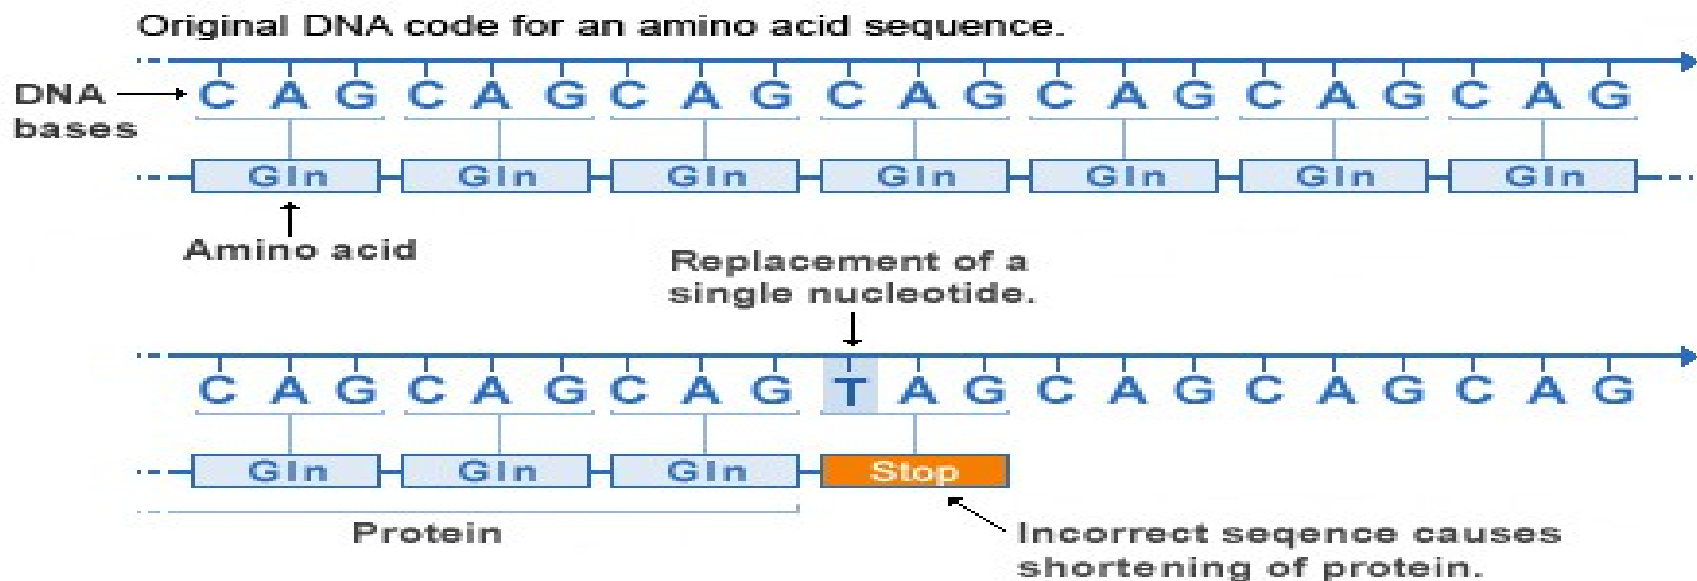 Original DNA code for an amino acid sequence.
DNA bases
C A G C A G C A G C A G C A G C A G C A G
Gln Gln Gln Gln Gln Gln Gln
Amino acid
Replacement of a
single nucleotide.
C A G C A G C A G T A G C A G C A G C A G
Gln Gln Gln Stop
Protein
Incorrect seqence causes
shortening of protein.